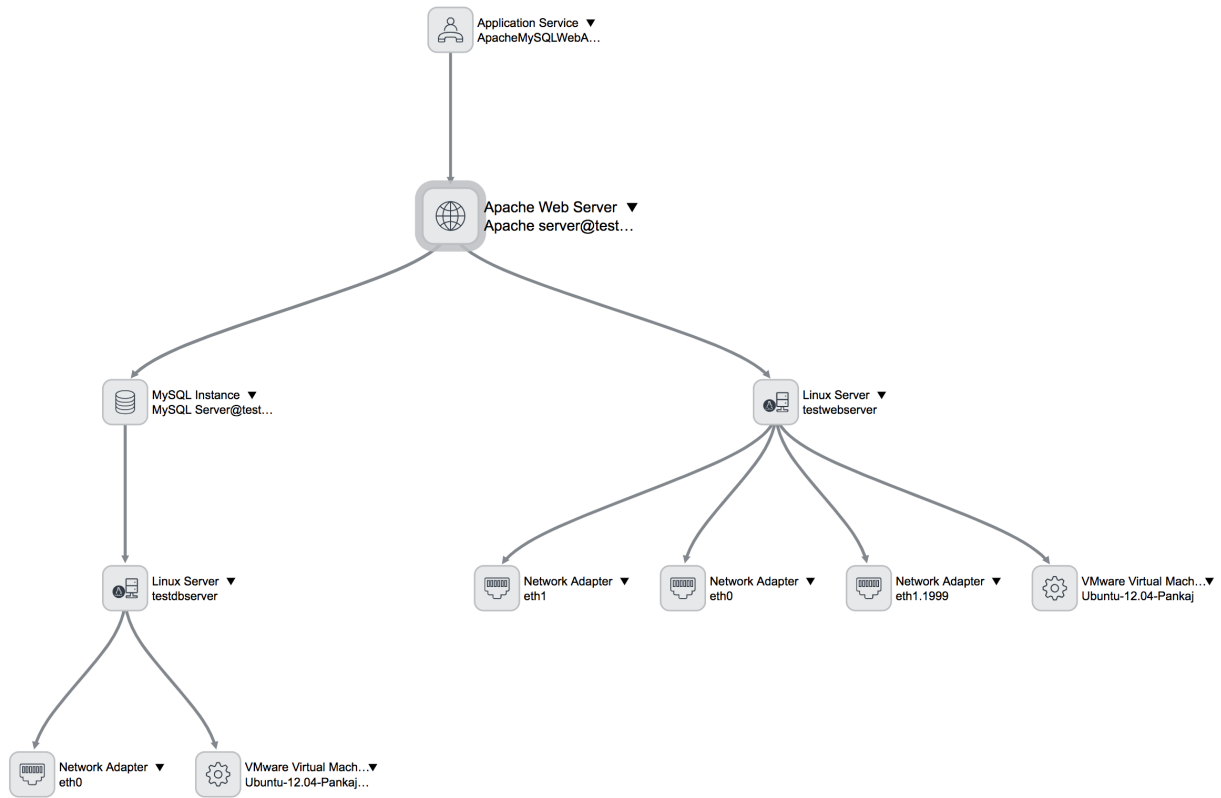 Application Service
ApacheMySQLWebA...
Apache Web Server
Apache server@test...
MySQL Instance
MySQL Server@test...
Linux Server
testwebserver
Linux Server
testdbserver
Network Adapter
eth1
Network Adapter
eth0
Network Adapter
eth1.1999
VMware Virtual Mach...
Ubuntu-12.04-Pankaj
Network Adapter
eth0
VMware Virtual Mach...
Ubuntu-12.04-Pankaj...